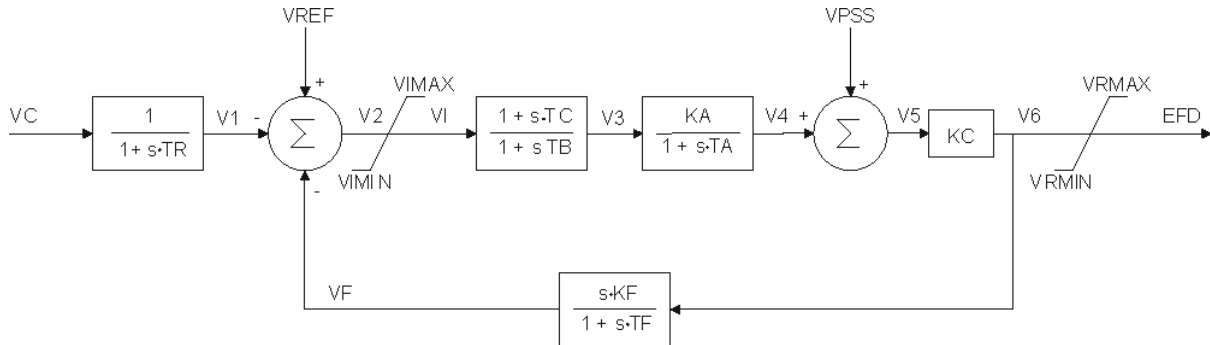 VREF
VPSS
+
VIMAX
+
VRMAX
VC
1
1 + s·TR
V1
-
Σ
V2
VI
1 + s·TC
1 + s TB
V3
KA
1 + s·TA
V4
+
Σ
V5
KC
V6
EFD
VIMIN
VRMIN
-
VF
s·KF
1 + s·TF